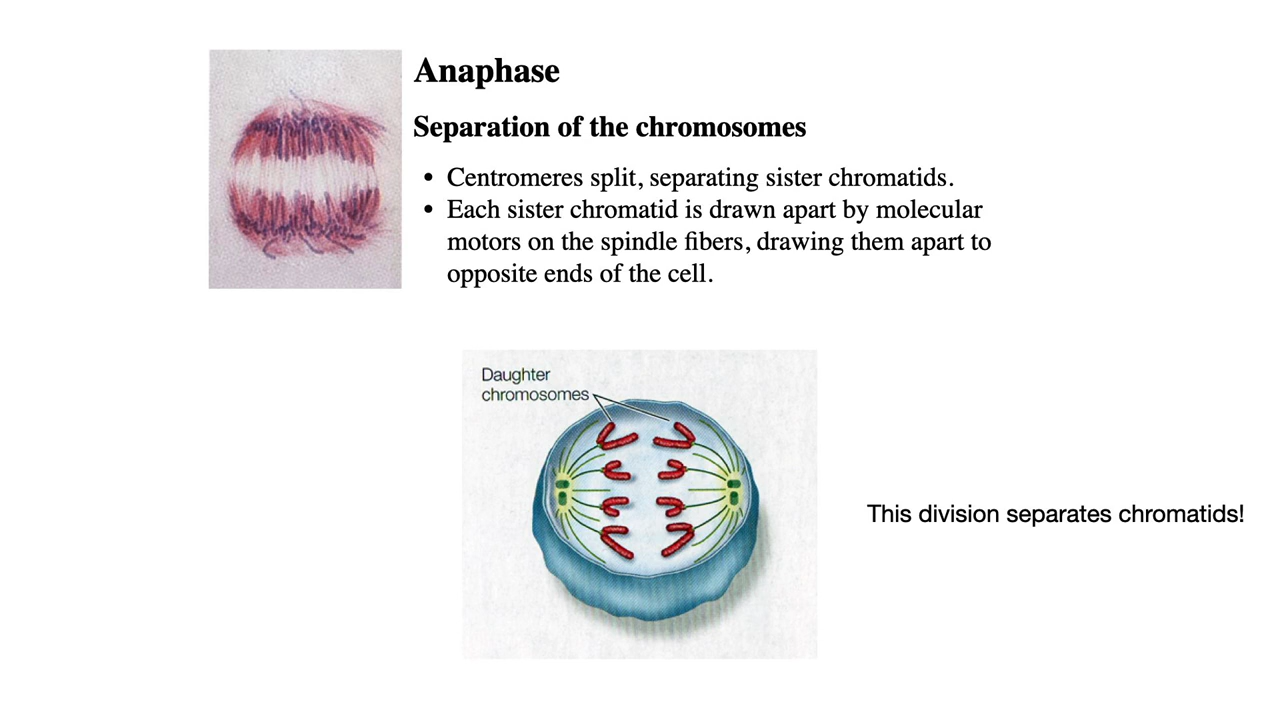 Anaphase
Separation of the chromosomes
• Centromeres split, separating sister chromatids.
• Each sister chromatid is drawn apart by molecular
motors on the spindle fibers, drawing them apart to
opposite ends of the cell.
Daughter
chromosomes
This division separates chromatids!